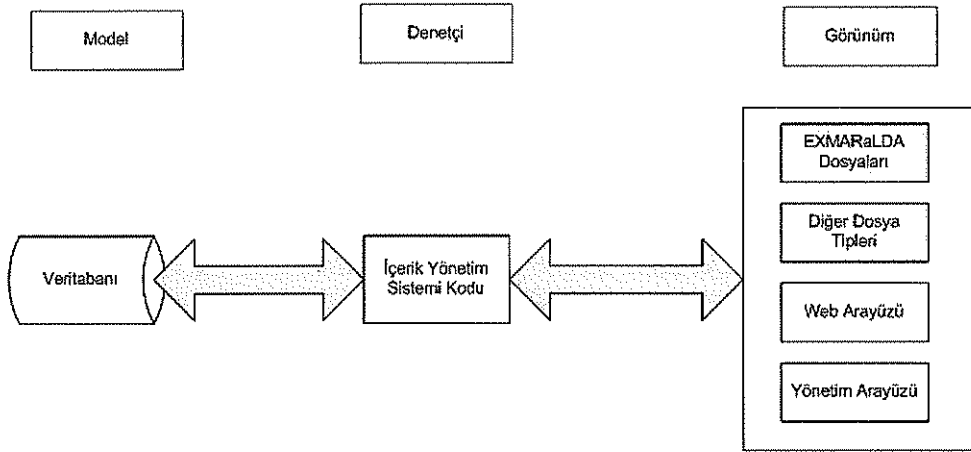 Model
Denetçi
Görünüm
EXMARaLDA
Dosyaları
Diğer Dosya
Tipleri
Veritabanı
İçerik Yönetim
Sistemi Kodu
Web Arayüzü
Yönetim Arayüzü